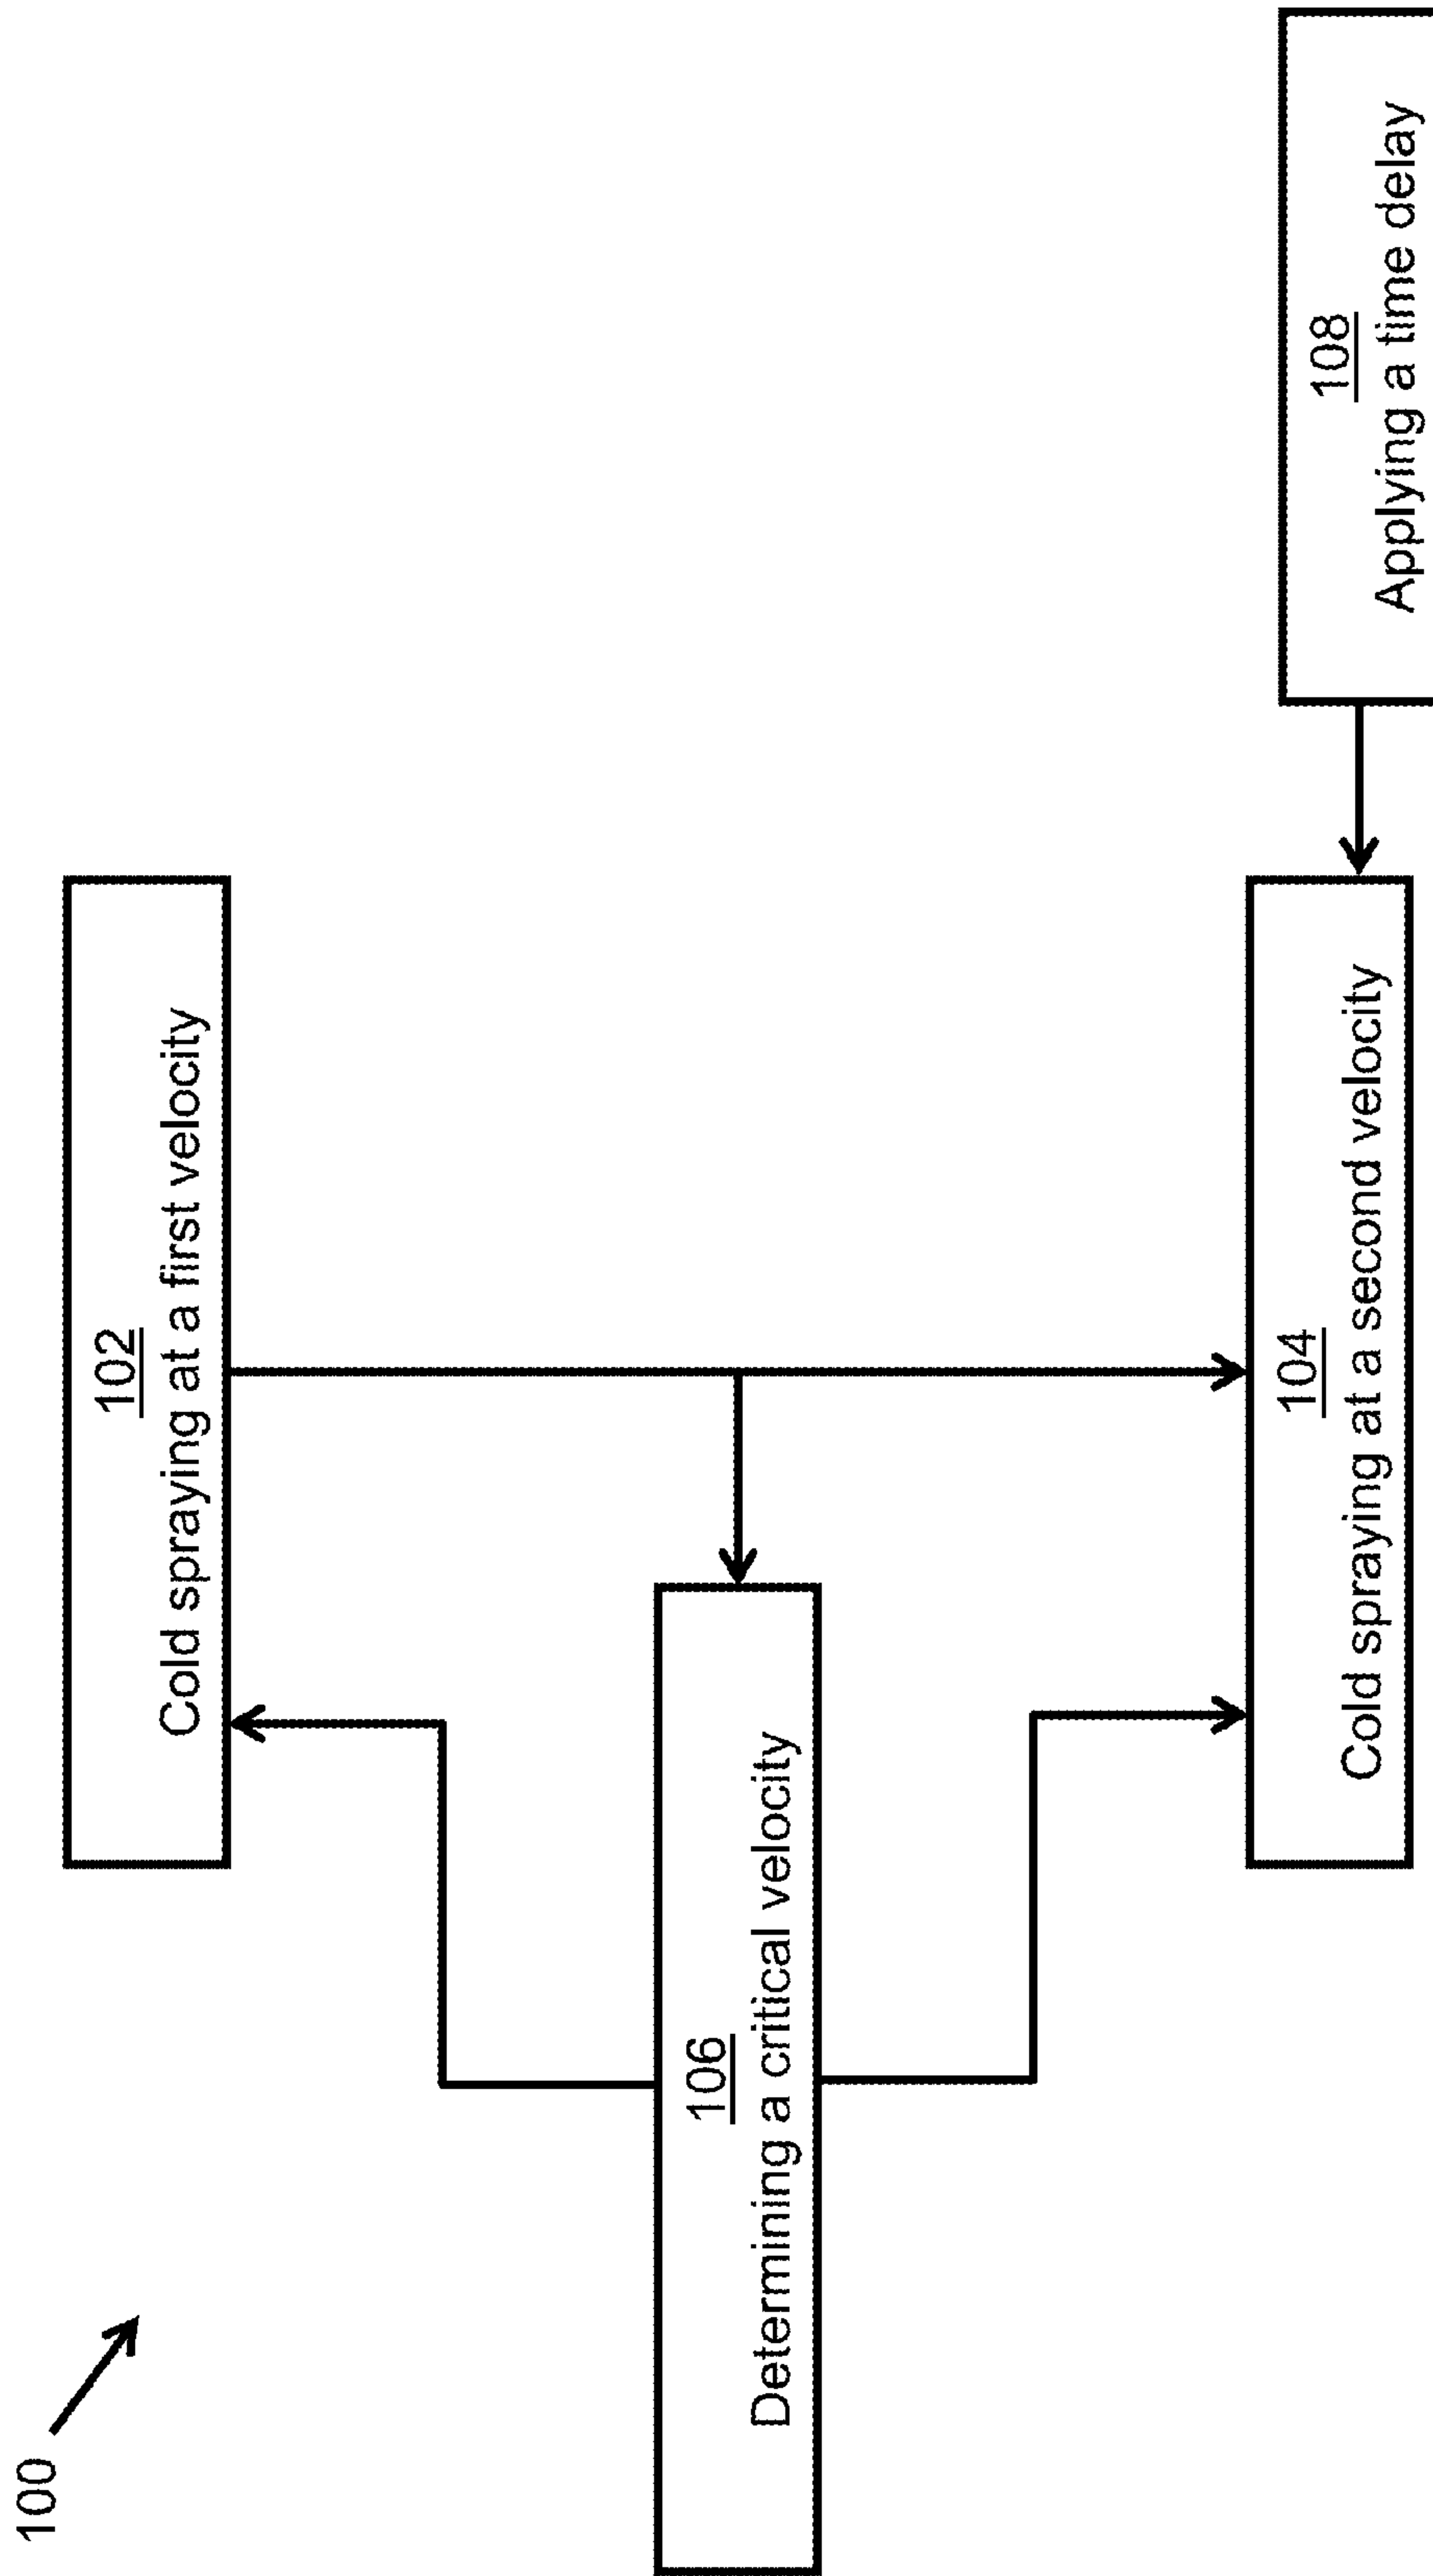 100
102
Cold spraying at a first velocity
106
Determining a critical velocity
104
Cold spraying at a second velocity
108
Applying a time delay